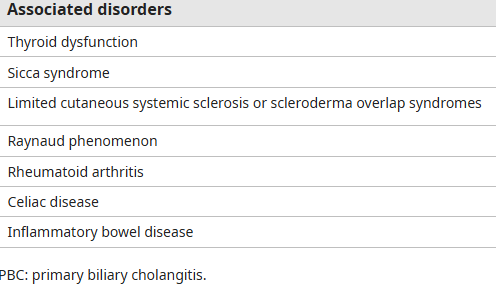 Associated disorders
Thyroid dysfunction
Sicca syndrome
Limited cutaneous systemic sclerosis or scleroderma overlap syndromes
Raynaud phenomenon
Rheumatoid arthritis
Celiac disease
Inflammatory bowel disease
PBC: primary biliary cholangitis.